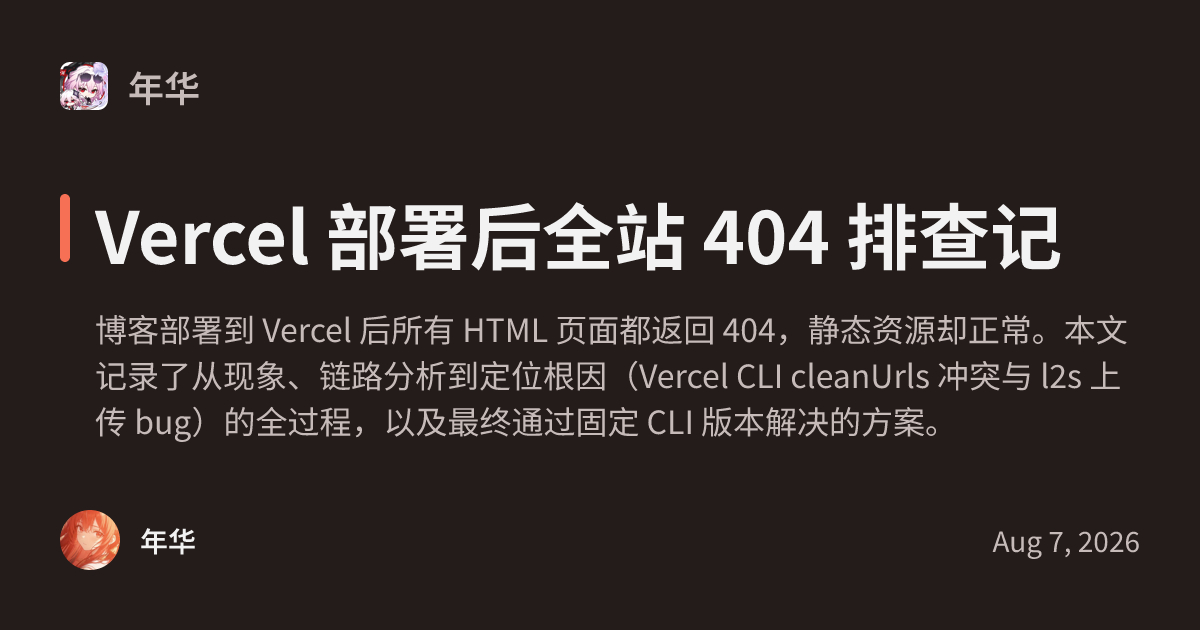 年华
Vercel 部署后全站 404 排查记
博客部署到 Vercel 后所有 HTML 页面都返回 404，静态资源却正常。本文
记录了从现象、链路分析到定位根因（Vercel CLI cleanUrls 冲突与 l2s 上
传 bug）的全过程，以及最终通过固定 CLI 版本解决的方案。
年华
Aug 7, 2026